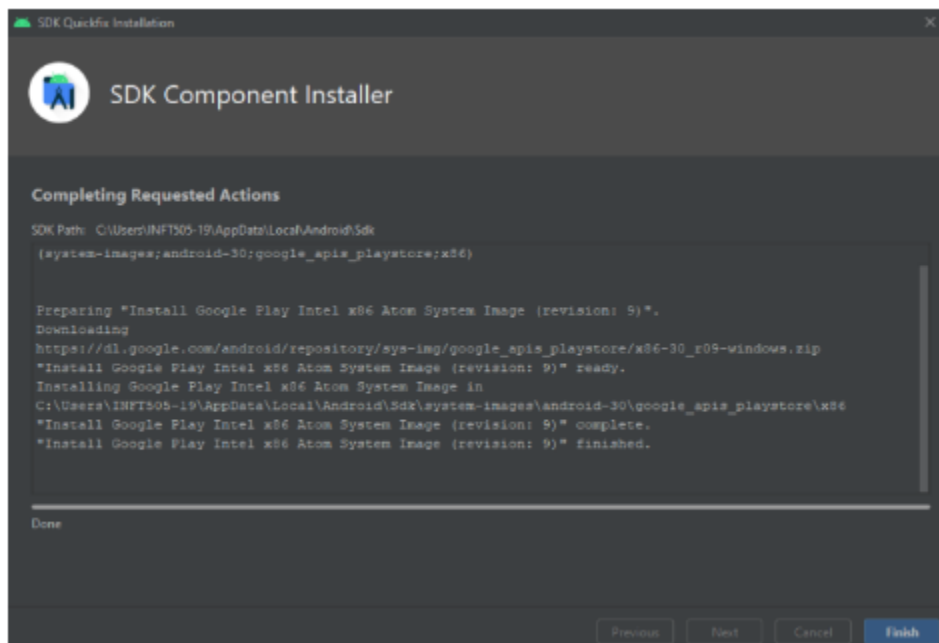 SDK Quickfix Installation
SDK Component Installer
Completing Requested Actions
SDK Path: C:\Users\INFT505-19\AppData\Local\Android\Sdk
(system-images;android-30;google_apis_playstore;x86)
Preparing "Install Google Play Intel x86 Atom System Image (revision: 9)".
Downloading
https://dl.google.com/android/repository/sys-img/google_apis_playstore/x86-30_r09-windows.zip
"Install Google Play Intel x86 Atom System Image (revision: 9)" ready.
Installing Google Play Intel x86 Atom System Image in
C:\Users\INFT505-19\AppData\Local\Android\Sdk\system-images\android-30\google_apis_playstore\x86
"Install Google Play Intel x86 Atom System Image (revision: 9)" complete.
"Install Google Play Intel x86 Atom System Image (revision: 9)" finished.
Done
Previous Next Cancel Finish